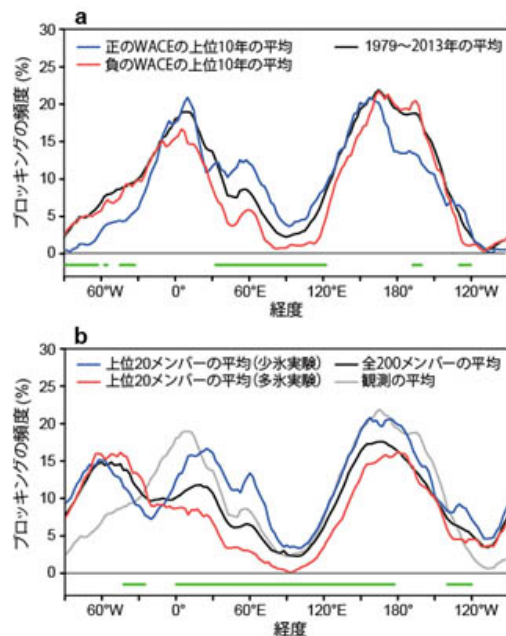 a
正のWACEの上位10年の平均
1979～2013年の平均
負のWACEの上位10年の平均
ブロッキングの頻度(%)
30
25
20
15
10
5
0
60°W
0°
60°E
120°E
180°
120°W
経度
b
上位20メンバーの平均(少氷実験)
全200メンバーの平均
上位20メンバーの平均(多氷実験)
観測の平均
ブロッキングの頻度(%)
30
25
20
15
10
5
0
60°W
0°
60°E
120°E
180°
120°W
経度